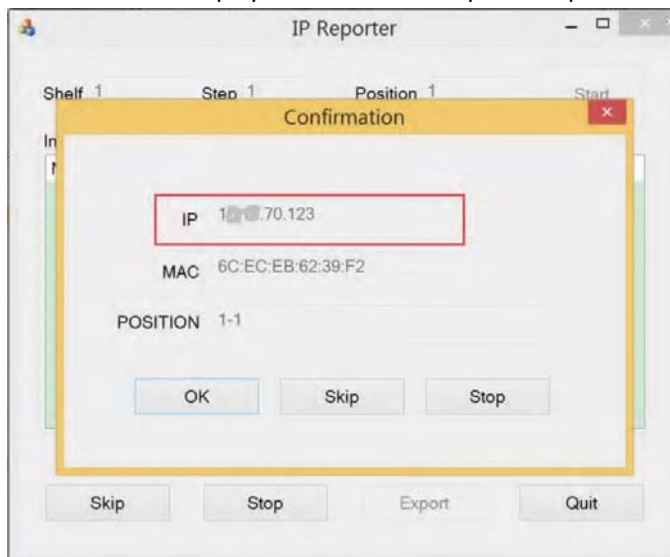 IP Reporter
Shelf 1 Step 1 Position 1 Start
Confirmation
In
IP .70.123
MAC 6C:EC:EB:62:39:F2
POSITION 1-1
OK Skip Stop
Skip Stop Export Quit